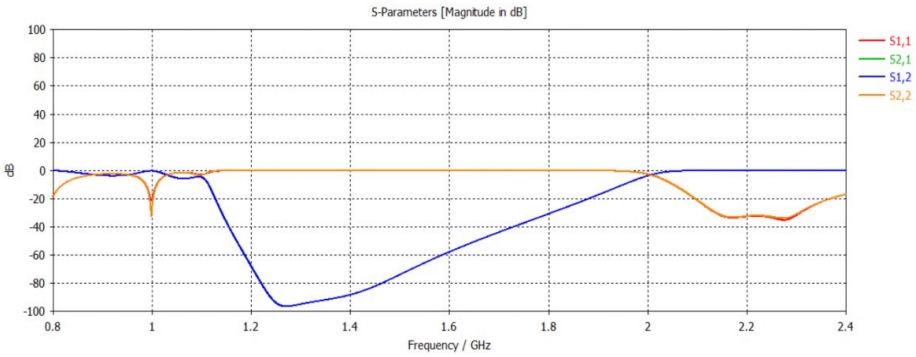 S-Parameters [Magnitude in dB]
100
80
60
40
20
0
-20
-40
-60
-80
-100
dB
0.8 1 1.2 1.4 1.6 1.8 2 2.2 2.4
Frequency / GHz
S1,1
S2,1
S1,2
S2,2